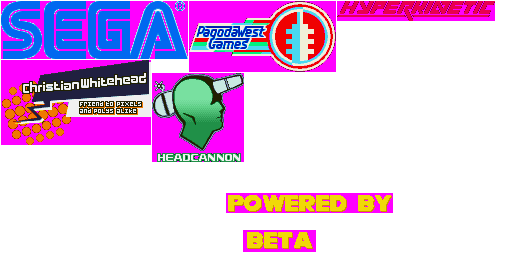 SEGA
PagodaWest
Games
HYPERKINETIC
Christian Whitehead
Friend to pixels
and polys alike
HEADCANNON
POWERED BY
BETA